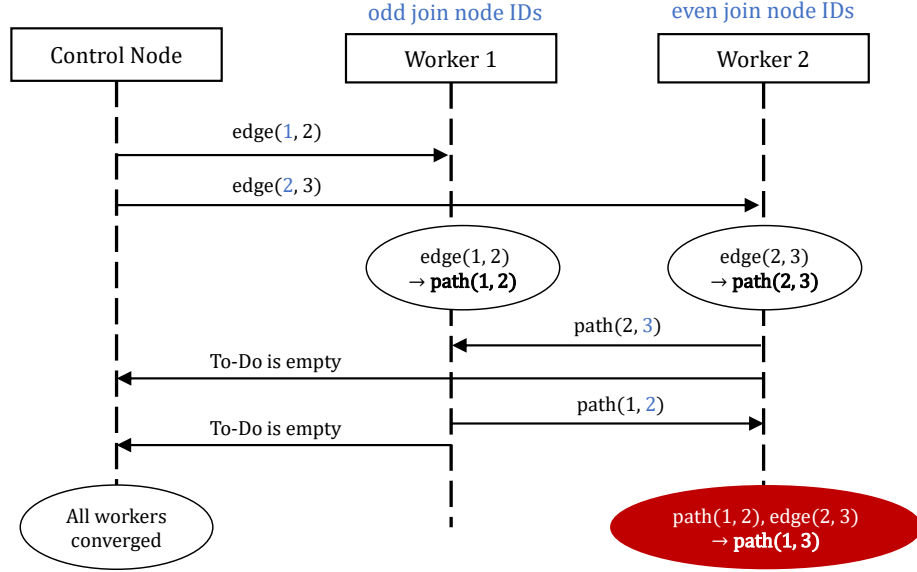 odd join node IDs
even join node IDs
Control Node
Worker 1
Worker 2
edge(1, 2)
edge(2, 3)
edge(1, 2)
→ path(1, 2)
edge(2, 3)
→ path(2, 3)
path(2, 3)
To-Do is empty
path(1, 2)
To-Do is empty
All workers
converged
path(1, 2), edge(2, 3)
→ path(1, 3)